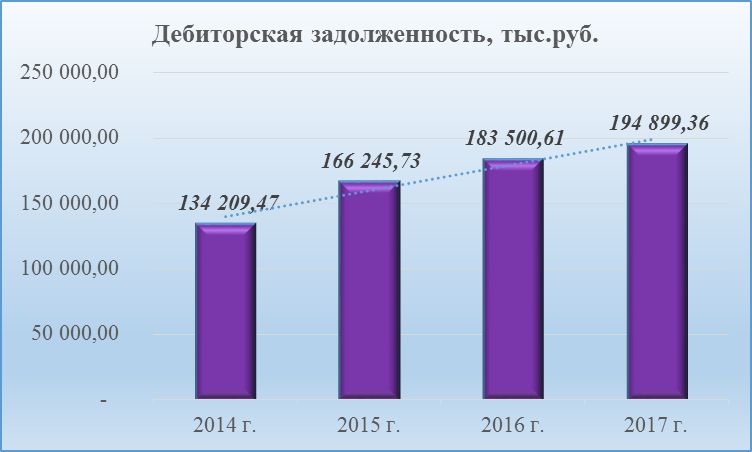 Дебиторская задолженность, тыс.руб.
250 000,00
200 000,00
150 000,00
100 000,00
50 000,00
-
134 209,47
166 245,73
183 500,61
194 899,36
2014 г.
2015 г.
2016 г.
2017 г.